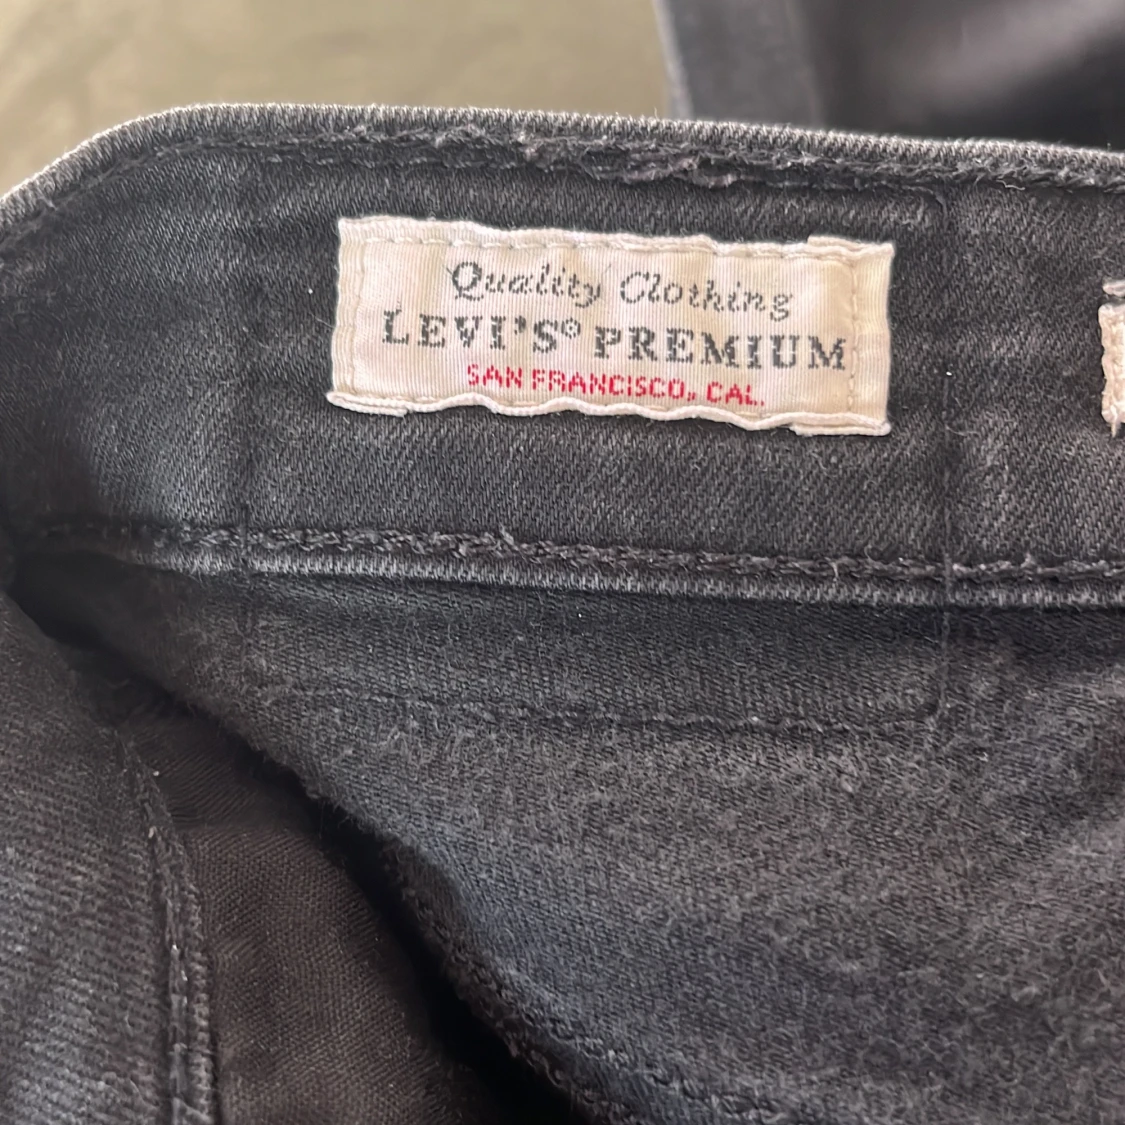 Quality Clothing
LEVI'S® PREMIUM
SAN FRANCISCO, CAL.